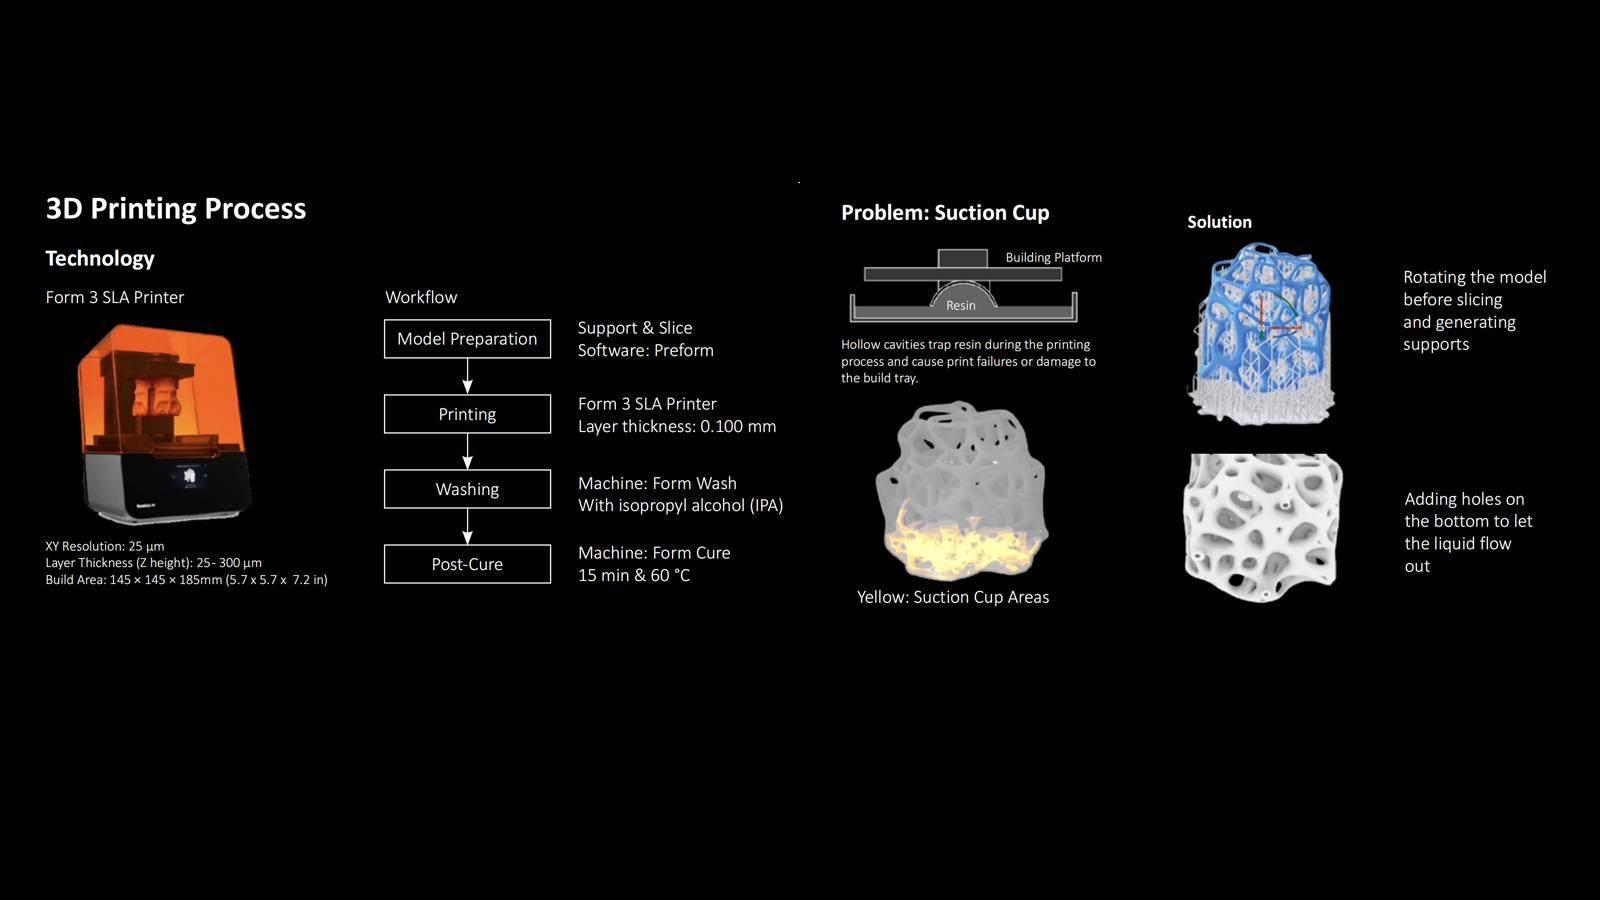 3D Printing Process
Technology
Form 3 SLA Printer
XY Resolution: 25 µm
Layer Thickness (Z height): 25- 300 µm
Build Area: 145 × 145 × 185mm (5.7 x 5.7 x 7.2 in)
Workflow
Model Preparation
Support & Slice
Software: Preform
Printing
Form 3 SLA Printer
Layer thickness: 0.100 mm
Washing
Machine: Form Wash
With isopropyl alcohol (IPA)
Post-Cure
Machine: Form Cure
15 min & 60 °C
Problem: Suction Cup
Building Platform
Resin
Hollow cavities trap resin during the printing
process and cause print failures or damage to
the build tray.
Yellow: Suction Cup Areas
Solution
Rotating the model
before slicing
and generating
supports
Adding holes on
the bottom to let
the liquid flow
out